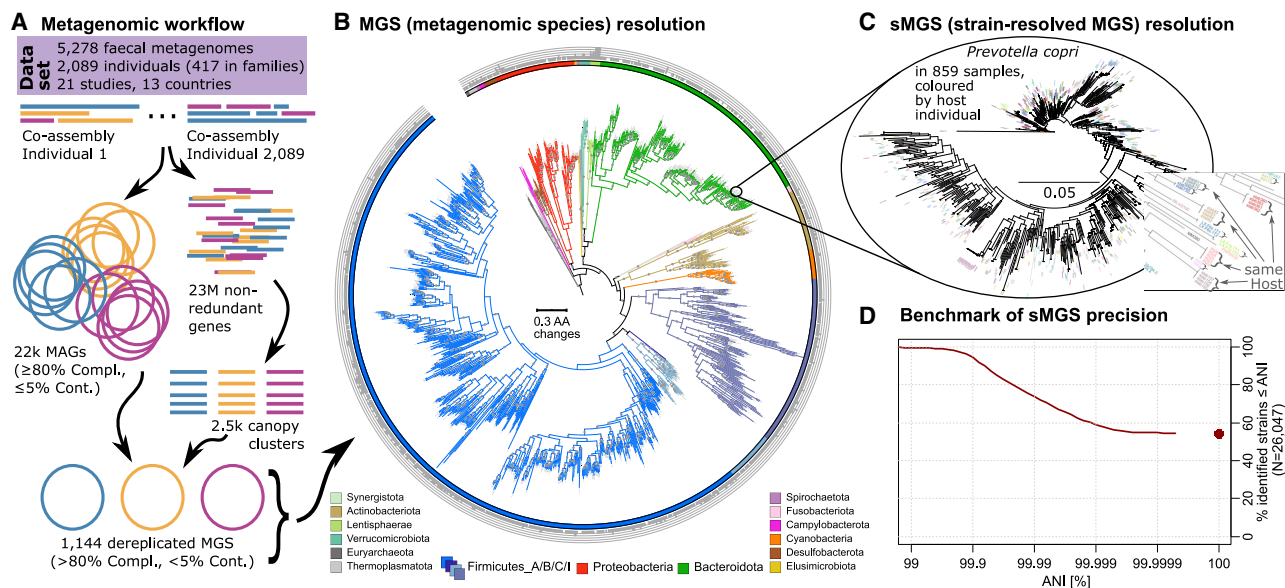 A Metagenomic workflow
Data set
5,278 faecal metagenomes
2,089 individuals (417 in families)
21 studies, 13 countries
Co-assembly
Individual 1
...
Co-assembly
Individual 2,089
23M non-
redundant
genes
22k MAGs
(≥80% Compl.,
≤5% Cont.)
2.5k canopy
clusters
1,144 dereplicated MGS
(>80% Compl., <5% Cont.)
B MGS (metagenomic species) resolution
0.3 AA
changes
Synergistota
Actinobacteriota
Lentisphaerae
Verrucomicrobiota
Euryarchaeota
Thermoplasmatota
Firmicutes_A/B/C/I
Proteobacteria
Bacteroidota
Spirochaetota
Fusobacteriota
Campylobacterota
Cyanobacteria
Desulfobacterota
Elusimicrobiota
C sMGS (strain-resolved MGS) resolution
Prevotella copri
in 859 samples,
coloured
by host
individual
0.05
same
Host
D Benchmark of sMGS precision
100
80
60
40
20
0
% identified strains ≤ ANI
(N=26,047)
99
99.9
99.99
99.999
99.9999
100
ANI [%]